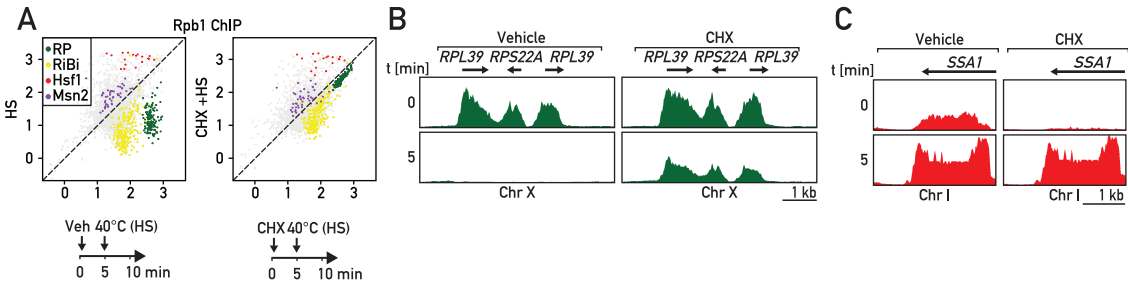 A
Rpb1 ChIP
RP
RiBi
Hsf1
Msn2
HS
3
2
1
0
0 1 2 3
CHX +HS
3
2
1
0
0 1 2 3
Veh 40°C (HS)
0 5 10 min
CHX 40°C (HS)
0 5 10 min
B
Vehicle CHX
t [min] RPL39 RPS22A RPL39 RPL39 RPS22A RPL39
0
5
Chr X Chr X 1 kb
C
Vehicle CHX
t [min] SSA1 SSA1
0
5
Chr I Chr I 1 kb